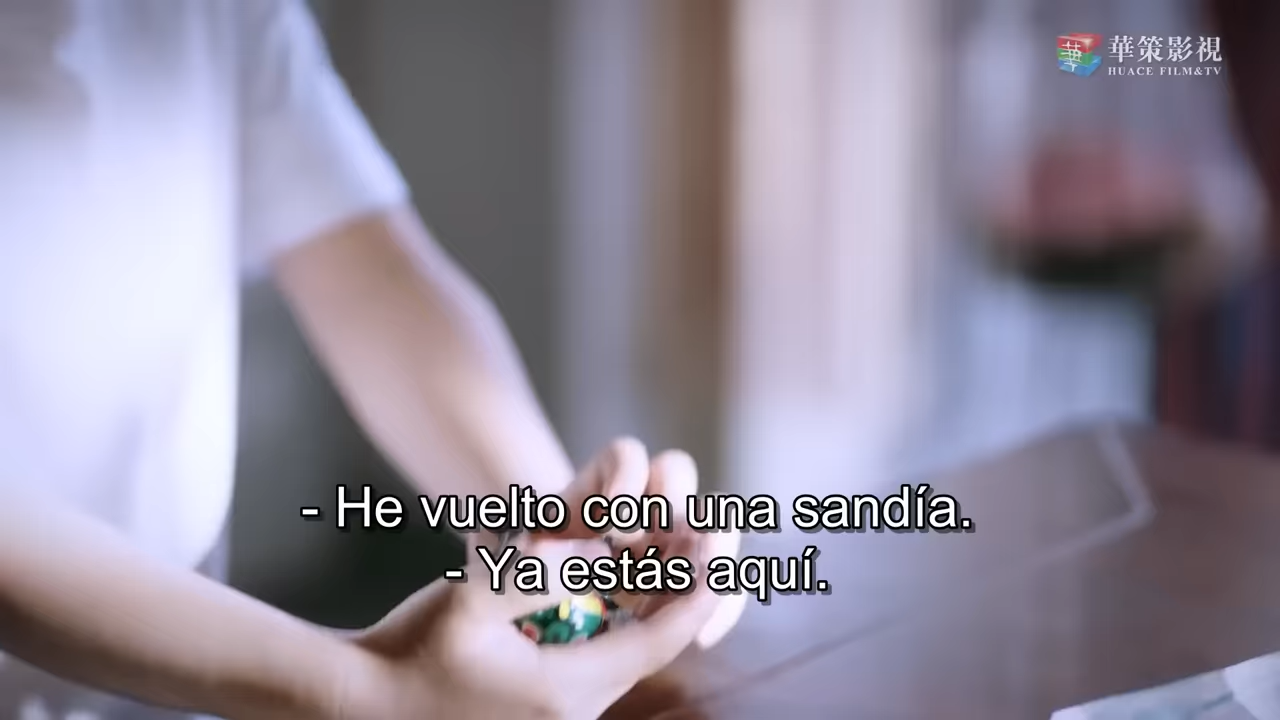 華策影視
HUACE FILM&TV
- He vuelto con una sandía.
- Ya estás aquí.